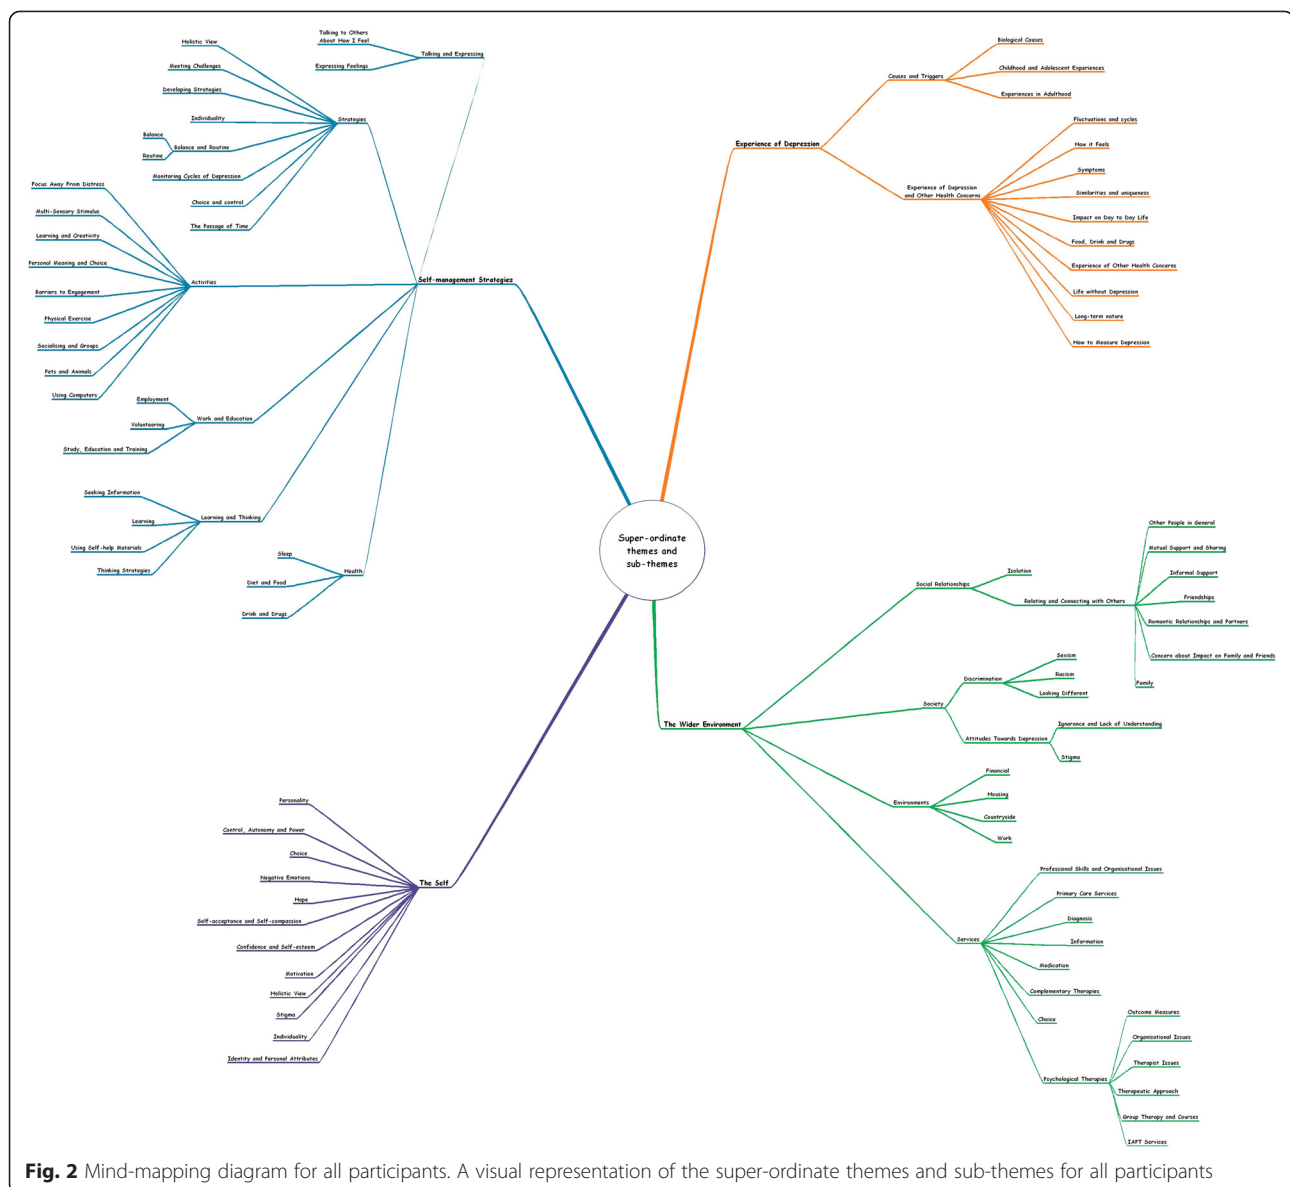 Talking to Others
About How I Feel
Expressing Feelings
Talking and Expressing
Holistic View
Meeting Challenges
Developing Strategies
Individuality
Balance
Routine
Balance and Routine
Monitoring Cycles of Depression
Choice and control
The Passage of Time
Strategies
Focus Away From Distress
Multi-Sensory Stimulus
Learning and Creativity
Personal Meaning and Choice
Barriers to Engagement
Physical Exercise
Socialising and Groups
Pets and Animals
Using Computers
Activities
Self-management Strategies
Employment
Volunteering
Study, Education and Training
Work and Education
Seeking Information
Learning
Using Self-help Materials
Thinking Strategies
Learning and Thinking
Sleep
Diet and Food
Drink and Drugs
Health
Experience of Depression
Causes and Triggers
Biological Causes
Childhood and Adolescent Experiences
Experiences in Adulthood
Experience of Depression
and Other Health Concerns
Fluctuations and cycles
How it Feels
Symptoms
Similarities and uniqueness
Impact on Day to Day Life
Food, Drink and Drugs
Experience of Other Health Concerns
Life without Depression
Long-term nature
How to Measure Depression
Super-ordinate
themes and
sub-themes
The Wider Environment
Social Relationships
Isolation
Relating and Connecting with Others
Other People in General
Mutual Support and Sharing
Informal Support
Friendships
Romantic Relationships and Partners
Concern about Impact on Family and Friends
Family
Society
Discrimination
Sexism
Racism
Looking Different
Attitudes Towards Depression
Ignorance and Lack of Understanding
Stigma
Environments
Financial
Housing
Countryside
Work
Services
Professional Skills and Organisational Issues
Primary Care Services
Diagnosis
Information
Medication
Complementary Therapies
Choice
Psychological Therapies
Outcome Measures
Organisational Issues
Therapist Issues
Therapeutic Approach
Group Therapy and Courses
IAPT Services
The Self
Personality
Control, Autonomy and Power
Choice
Negative Emotions
Hope
Self-acceptance and Self-compassion
Confidence and Self-esteem
Motivation
Holistic View
Stigma
Individuality
Identity and Personal Attributes
Fig. 2 Mind-mapping diagram for all participants. A visual representation of the super-ordinate themes and sub-themes for all participants